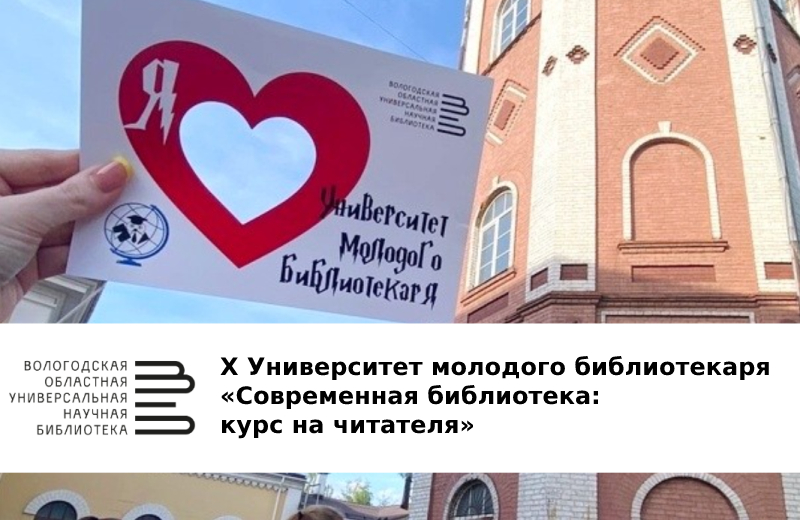 Я
ВОЛОГОДСКАЯ
ОБЛАСТНАЯ
УНИВЕРСАЛЬНАЯ
НАУЧНАЯ
БИБЛИОТЕКА
Университет
молодого
библиотекаря
ВОЛОГОДСКАЯ
ОБЛАСТНАЯ
УНИВЕРСАЛЬНАЯ
НАУЧНАЯ
БИБЛИОТЕКА
X Университет молодого библиотекаря
«Современная библиотека:
курс на читателя»